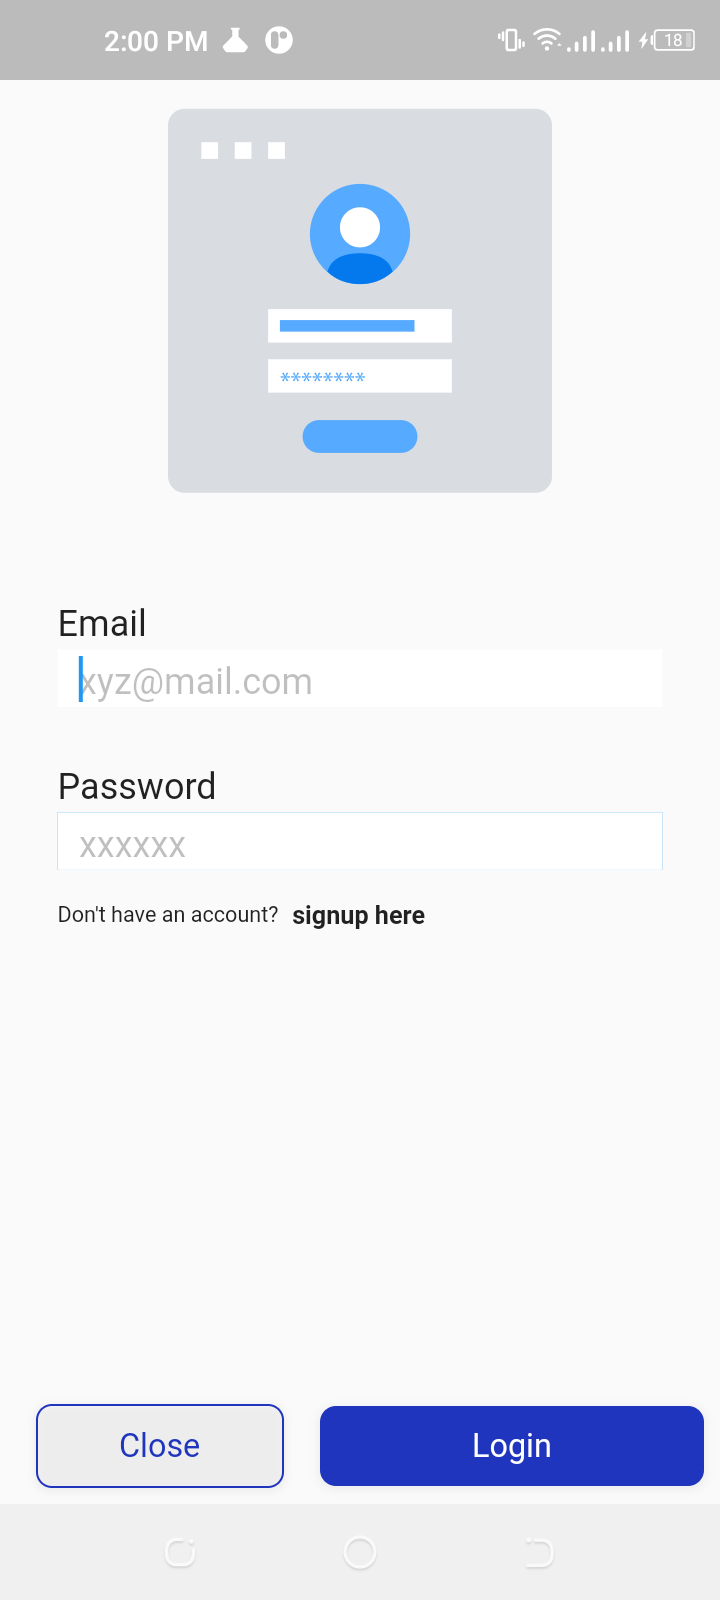 2:00 PM 18
********
Email
xyz@mail.com
Password
xxxxxx
Don't have an account? signup here
Close Login